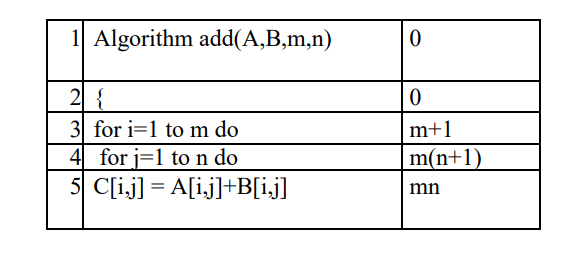 1 Algorithm add(A,B,m,n) 0
2 { 0
3 for i=1 to m do m+1
4 for j=1 to n do m(n+1)
5 C[i,j] = A[i,j]+B[i,j] mn